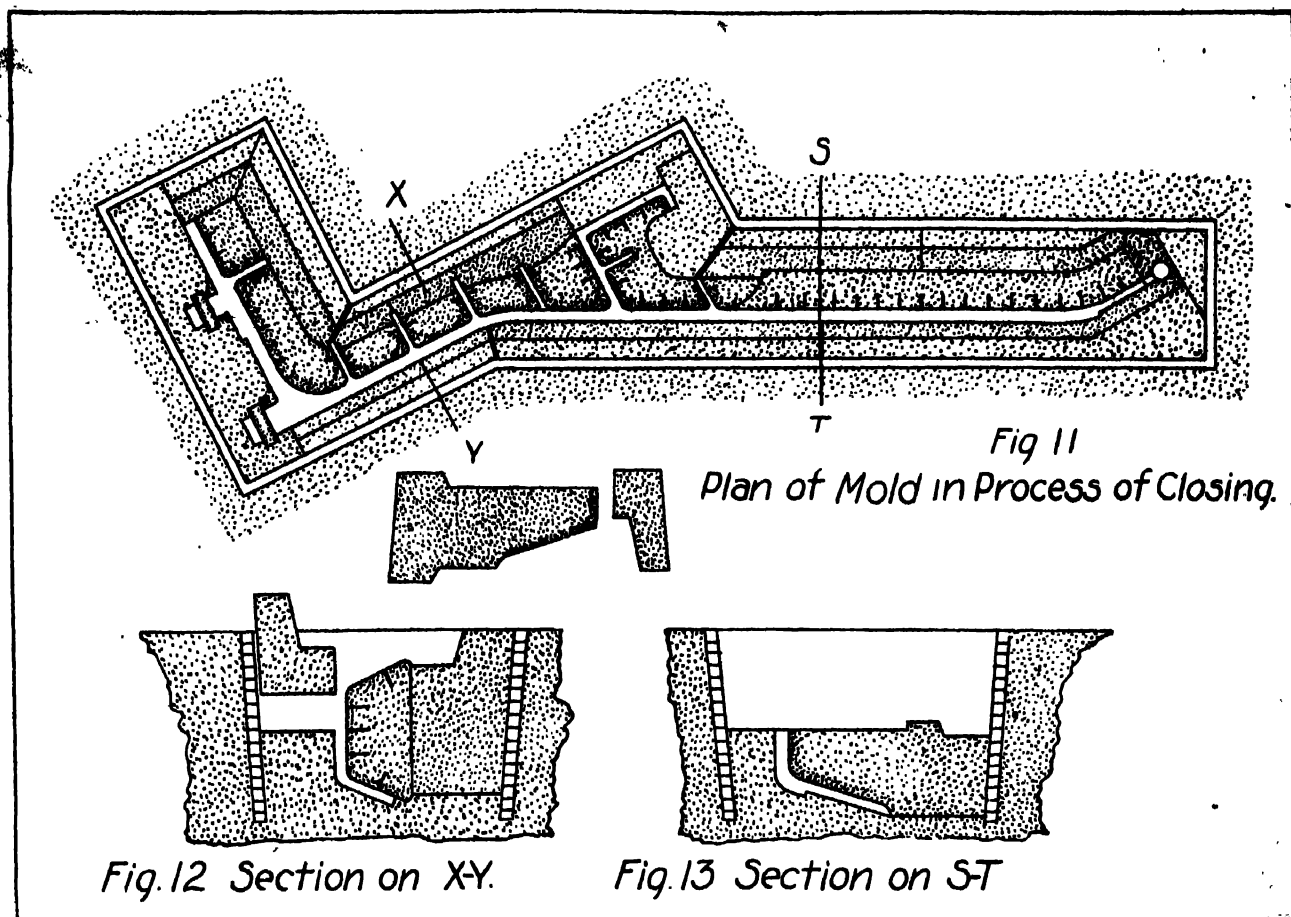 S
X
Y
T
Fig 11
Plan of Mold in Process of Closing.
Fig. 12 Section on X-Y.
Fig. 13 Section on S-T